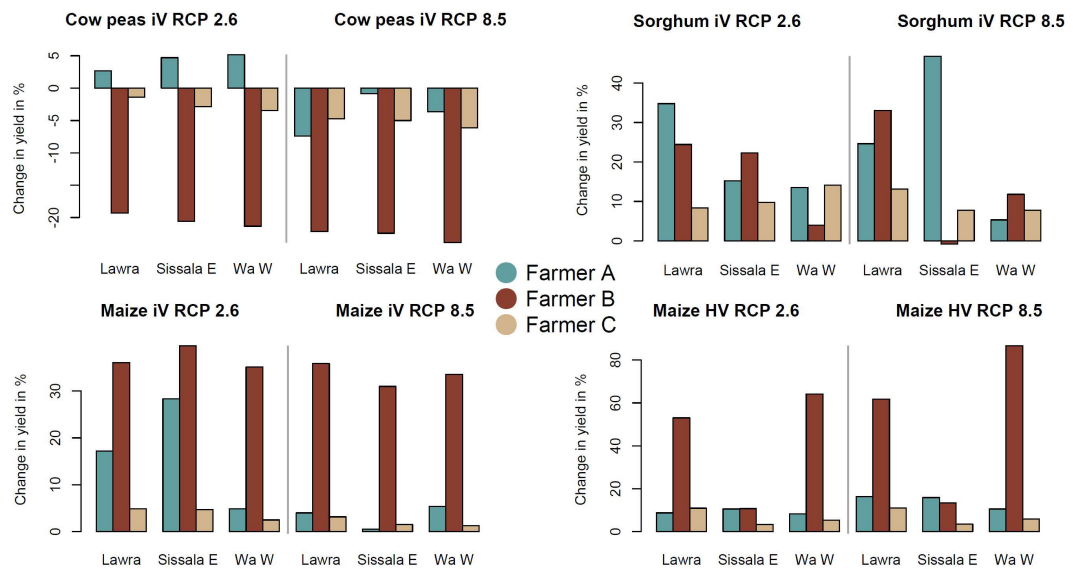 Cow peas iV RCP 2.6
Cow peas iV RCP 8.5
Change in yield in %
5
0
-5
-10
-20
Lawra
Sissala E
Wa W
Lawra
Sissala E
Wa W
Sorghum iV RCP 2.6
Sorghum iV RCP 8.5
Change in yield in %
40
30
20
10
0
Lawra
Sissala E
Wa W
Lawra
Sissala E
Wa W
Farmer A
Farmer B
Farmer C
Maize iV RCP 2.6
Maize iV RCP 8.5
Change in yield in %
30
20
10
0
Lawra
Sissala E
Wa W
Lawra
Sissala E
Wa W
Maize HV RCP 2.6
Maize HV RCP 8.5
Change in yield in %
80
60
40
20
0
Lawra
Sissala E
Wa W
Lawra
Sissala E
Wa W